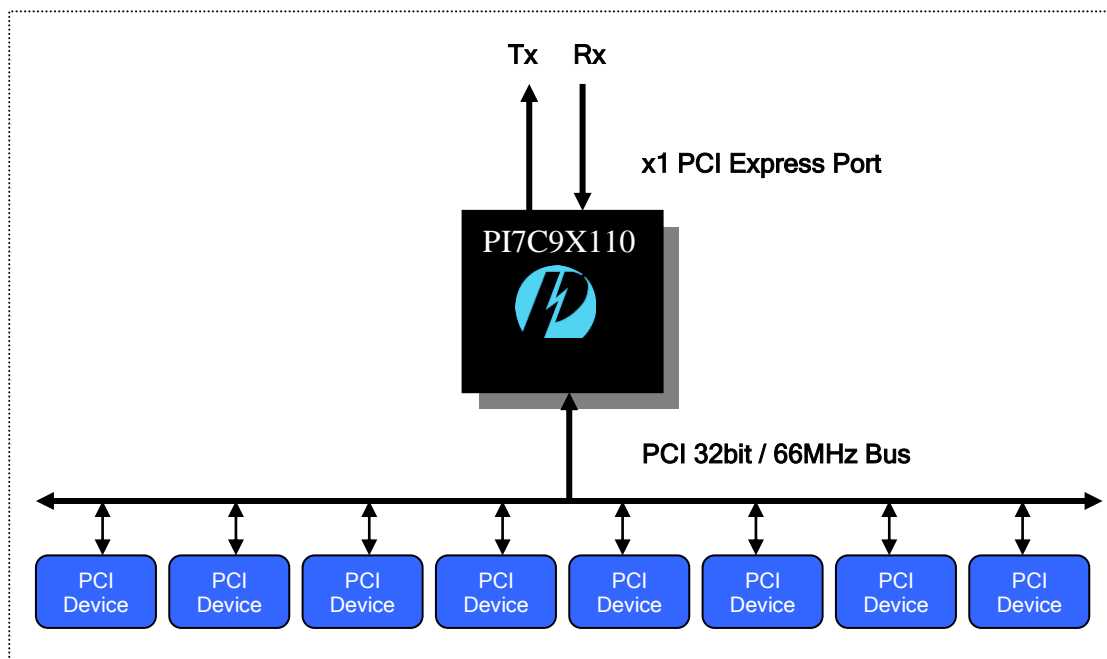 Tx Rx
x1 PCI Express Port
PI7C9X110
PCI 32bit / 66MHz Bus
PCI
Device
PCI
Device
PCI
Device
PCI
Device
PCI
Device
PCI
Device
PCI
Device
PCI
Device